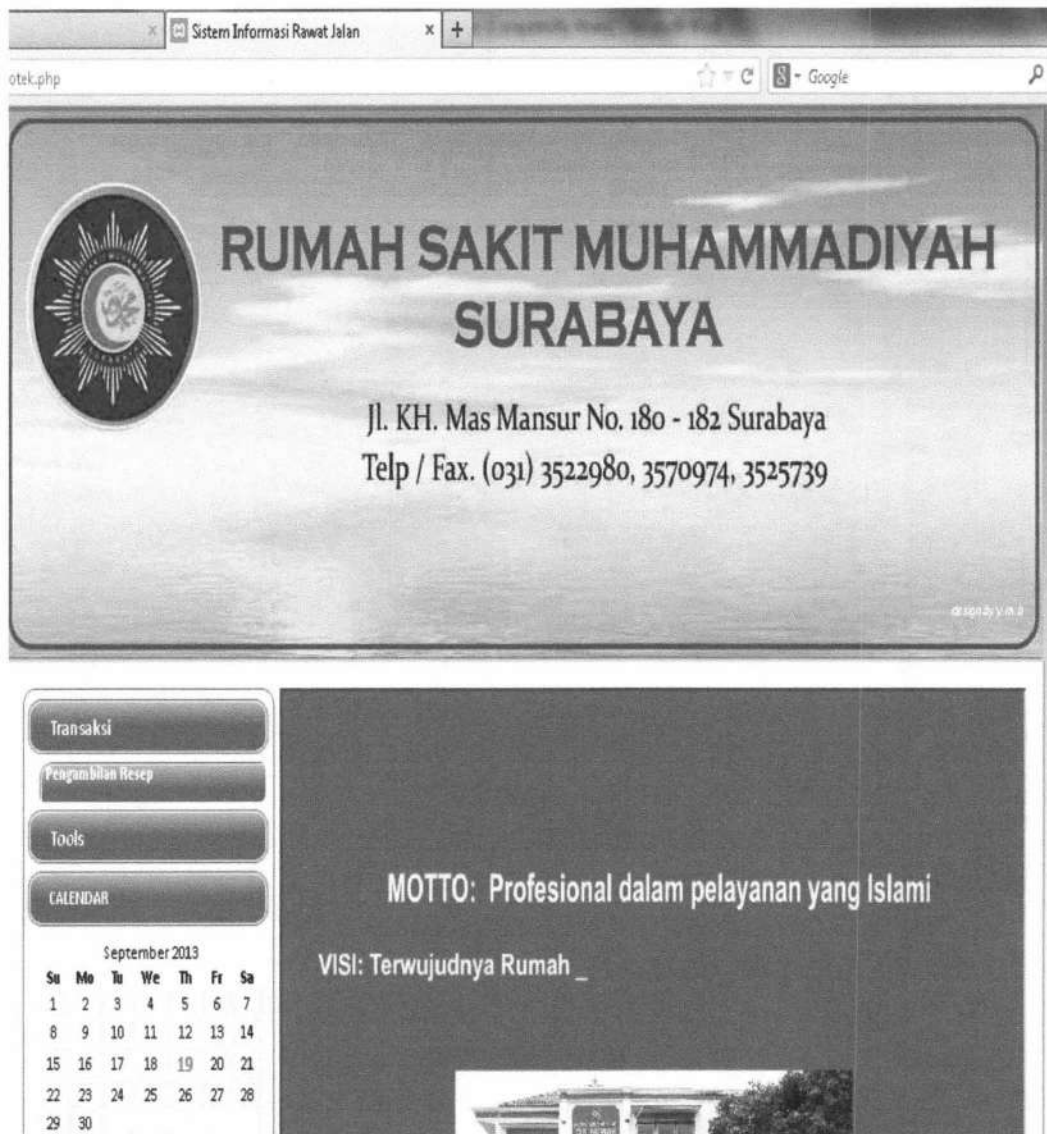 Sistem Informasi Rawat Jalan
otek.php
Google
RUMAH SAKIT MUHAMMADIYAH
SURABAYA
Jl. KH. Mas Mansur No. 180 - 182 Surabaya
Telp / Fax. (031) 3522980, 3570974, 3525739
design by
Transaksi
Pengambilan Resep
Tools
CALENDAR
September 2013
Su Mo Tu We Th Fr Sa
1 2 3 4 5 6 7
8 9 10 11 12 13 14
15 16 17 18 19 20 21
22 23 24 25 26 27 28
29 30
MOTTO: Profesional dalam pelayanan yang Islami
VISI: Terwujudnya Rumah _